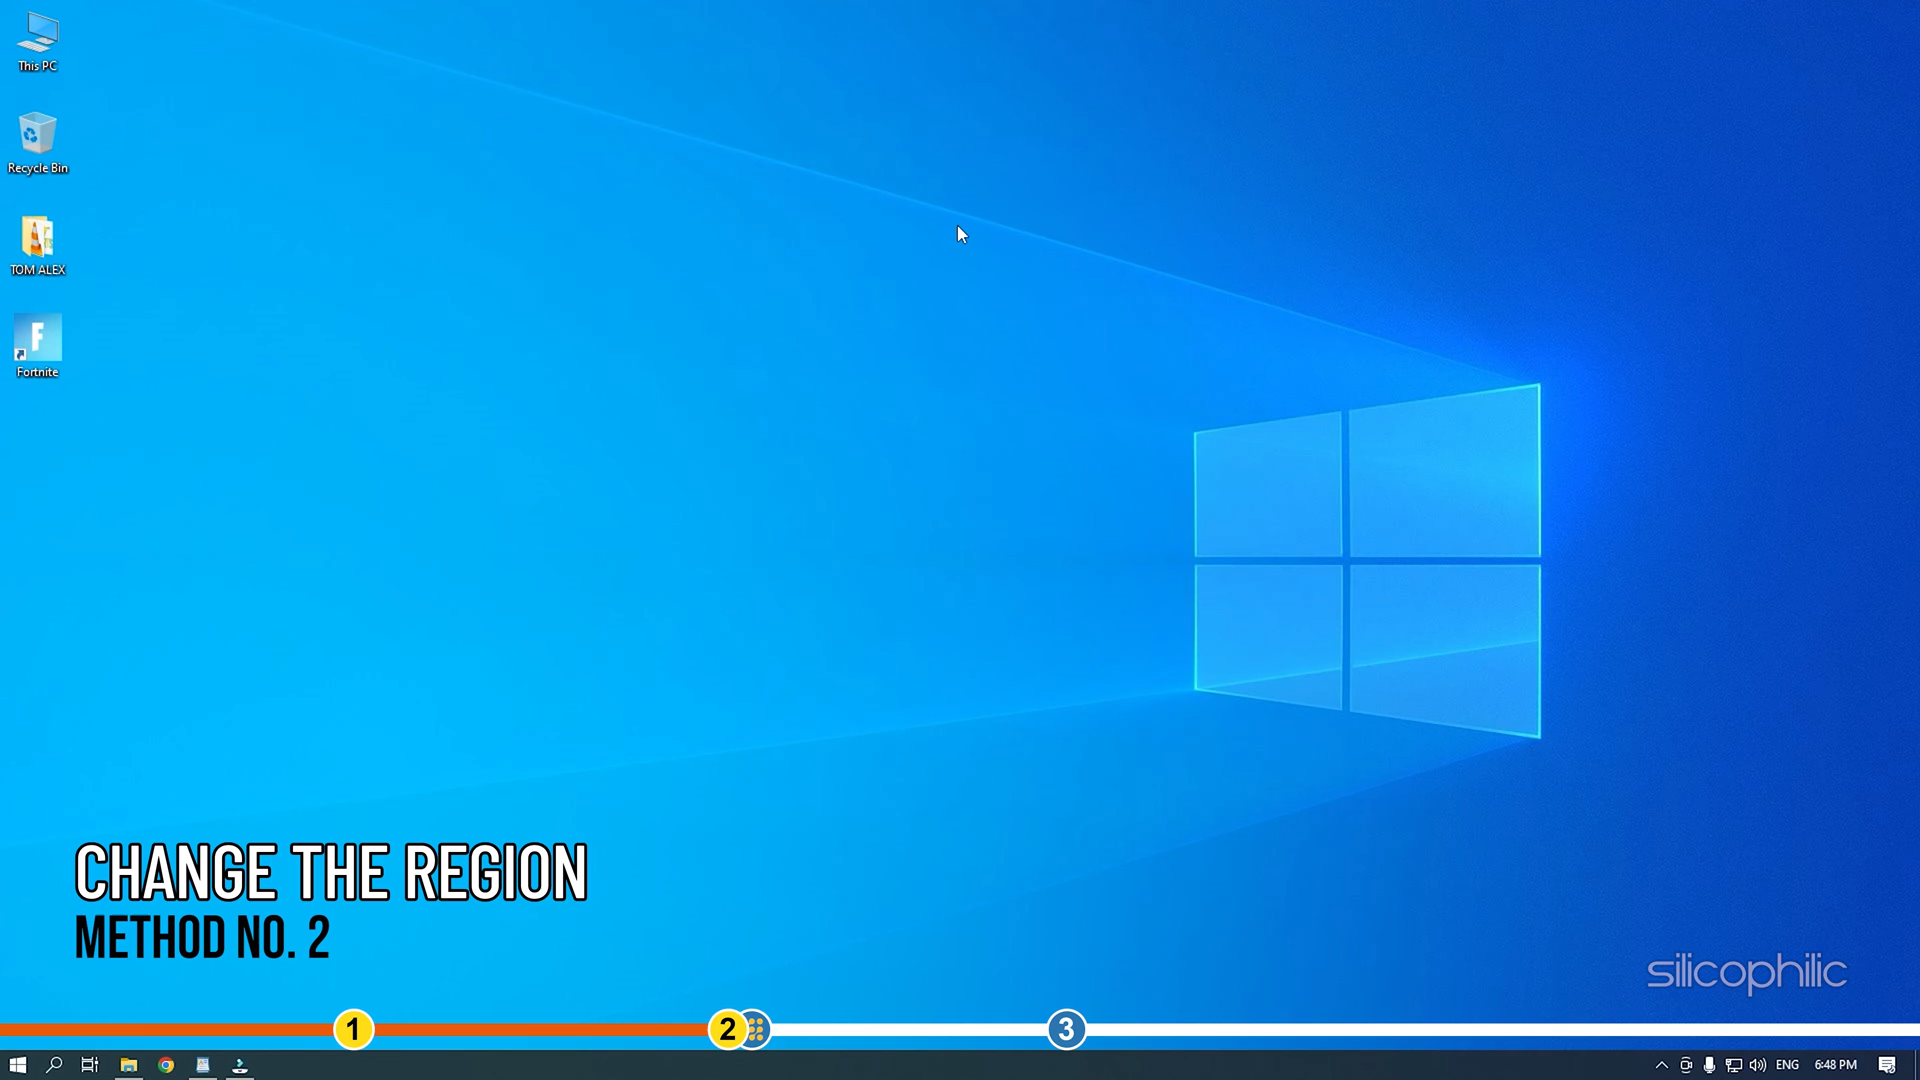 This PC
Recycle Bin
TOM ALEX
F
Fortnite
CHANGE THE REGION
METHOD NO. 2
silicophilic
1
2
3
ENG
6:48 PM